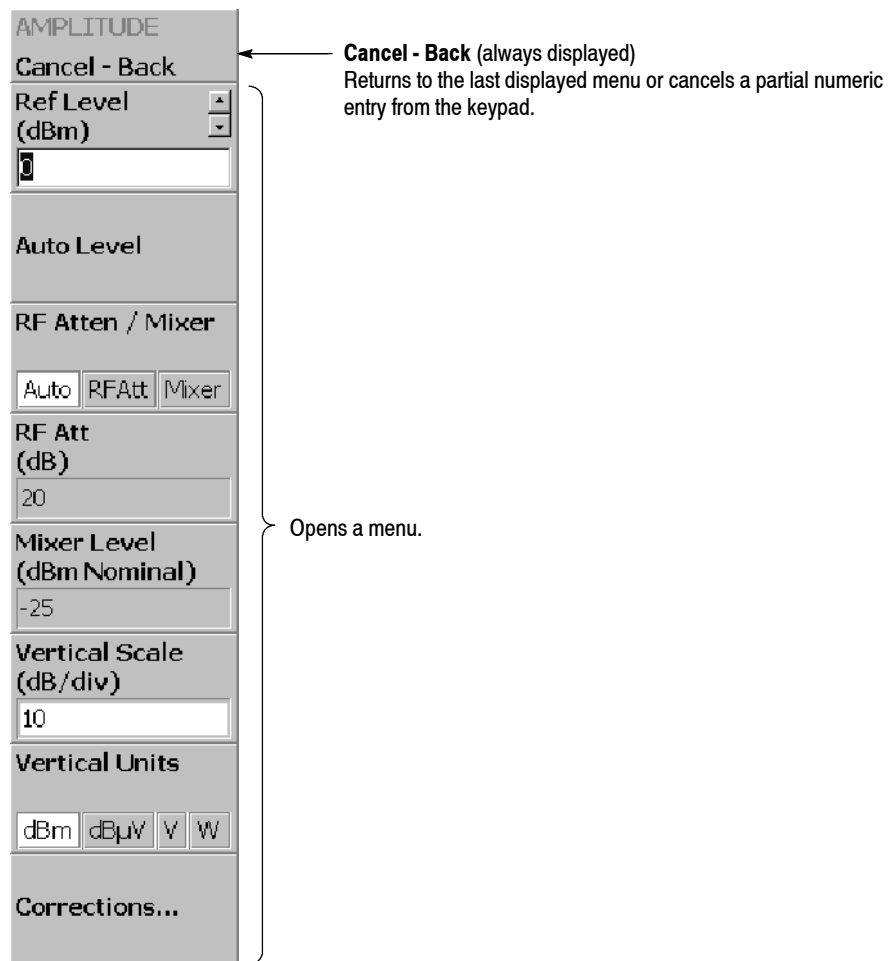 AMPLITUDE
Cancel - Back
Ref Level
(dBm)
0
Auto Level
RF Atten / Mixer
Auto RFAtt Mixer
RF Att
(dB)
20
Mixer Level
(dBm Nominal)
-25
Vertical Scale
(dB/div)
10
Vertical Units
dBm dBµV V W
Corrections...
Cancel - Back (always displayed)
Returns to the last displayed menu or cancels a partial numeric
entry from the keypad.
Opens a menu.